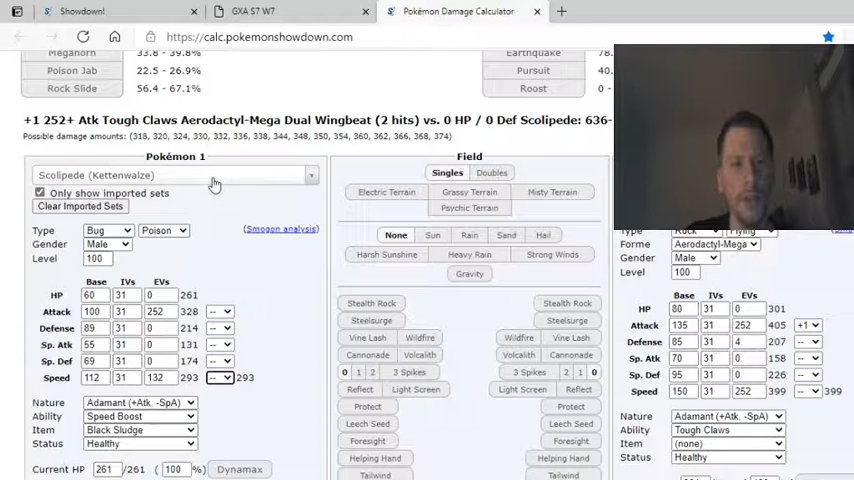 Showdown!
GXA S7 W7
Pokémon Damage Calculator
https://calc.pokemonshowdown.com
Meganorn 33.8 - 39.8%
Poison Jab 22.5 - 26.9%
Rock Slide 56.4 - 67.1%
Earthquake 78.
Pursuit 40.
Roost 0 -
+1 252+ Atk Tough Claws Aerodactyl-Mega Dual Wingbeat (2 hits) vs. 0 HP / 0 Def Scolipede: 636-
Possible damage amounts: (318, 320, 324, 330, 332, 336, 338, 344, 348, 350, 354, 360, 362, 366, 368, 374)
Pokémon 1
Scolipede (Kettenwalze)
Only show imported sets
Clear Imported Sets
Type Bug Poison (Smogon analysis)
Gender Male
Level 100
Base IVs EVs
HP 60 31 0 261
Attack 100 31 252 328 --
Defense 89 31 0 214 --
Sp. Atk 55 31 0 131 --
Sp. Def 69 31 0 174 --
Speed 112 31 132 293 -- 293
Nature Adamant (+Atk, -SpA)
Ability Speed Boost
Item Black Sludge
Status Healthy
Current HP 261 /261 ( 100 %) Dynamax
Field
Singles Doubles
Electric Terrain Grassy Terrain Misty Terrain
Psychic Terrain
None Sun Rain Sand Hail
Harsh Sunshine Heavy Rain Strong Winds
Gravity
Stealth Rock Stealth Rock
Steelsurge Steelsurge
Vine Lash Wildfire Wildfire Vine Lash
Cannonade Volcalith Volcalith Cannonade
0 1 2 3 Spikes 3 Spikes 2 1 0
Reflect Light Screen Light Screen Reflect
Protect Protect
Leech Seed Leech Seed
Foresight Foresight
Helping Hand Helping Hand
Tailwind Tailwind
Type Rock Flying
Forme Aerodactyl-Mega
Gender Male
Level 100
Base IVs EVs
HP 80 31 0 301
Attack 135 31 252 405 +1
Defense 85 31 4 207 --
Sp. Atk 70 31 0 158 --
Sp. Def 95 31 0 226 --
Speed 150 31 252 399 -- 399
Nature Adamant (+Atk, -SpA)
Ability Tough Claws
Item (none)
Status Healthy